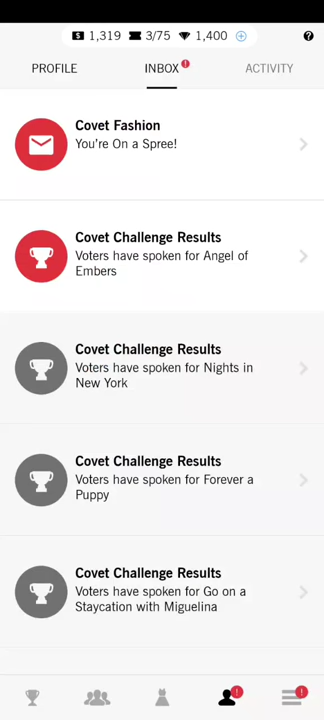 $ 1,319 3/75 1,400 + ?
PROFILE INBOX ! ACTIVITY
Covet Fashion
You're On a Spree!
Covet Challenge Results
Voters have spoken for Angel of
Embers
Covet Challenge Results
Voters have spoken for Nights in
New York
Covet Challenge Results
Voters have spoken for Forever a
Puppy
Covet Challenge Results
Voters have spoken for Go on a
Staycation with Miguelina
! !